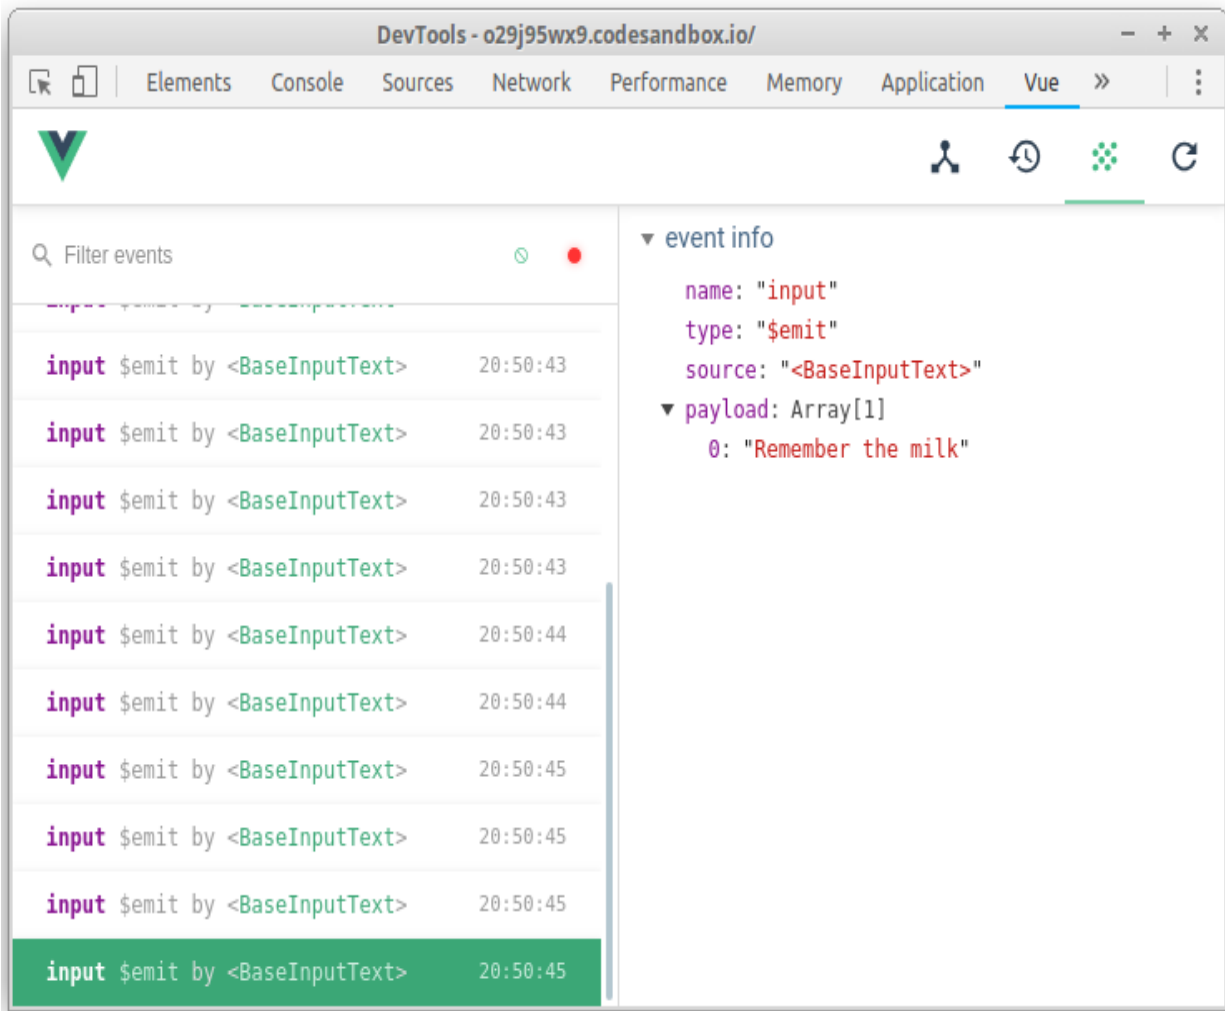 DevTools - o29j95wx9.codesandbox.io/
Elements Console Sources Network Performance Memory Application Vue »
Filter events
input $emit by <BaseInputText>
input $emit by <BaseInputText> 20:50:43
input $emit by <BaseInputText> 20:50:43
input $emit by <BaseInputText> 20:50:43
input $emit by <BaseInputText> 20:50:43
input $emit by <BaseInputText> 20:50:44
input $emit by <BaseInputText> 20:50:44
input $emit by <BaseInputText> 20:50:45
input $emit by <BaseInputText> 20:50:45
input $emit by <BaseInputText> 20:50:45
input $emit by <BaseInputText> 20:50:45
event info
name: "input"
type: "$emit"
source: "<BaseInputText>"
payload: Array[1]
0: "Remember the milk"